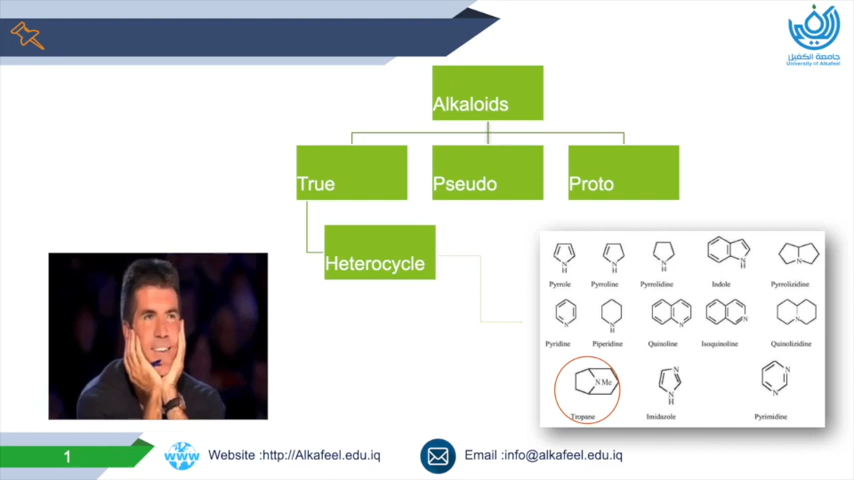 جامعة الكفيل
University of Alkafeel
Alkaloids
True
Pseudo
Proto
Heterocycle
N
H
Pyrrole
N
H
Pyrroline
N
H
Pyrrolidine
N
H
Indole
N
Pyrrolizidine
N
Pyridine
N
H
Piperidine
N
Quinoline
N
Isoquinoline
N
Quinolizidine
N Me
Tropane
N
N
H
Imidazole
N
N
Pyrimidine
1
WWW
Website :http://Alkafeel.edu.iq
Email :info@alkafeel.edu.iq